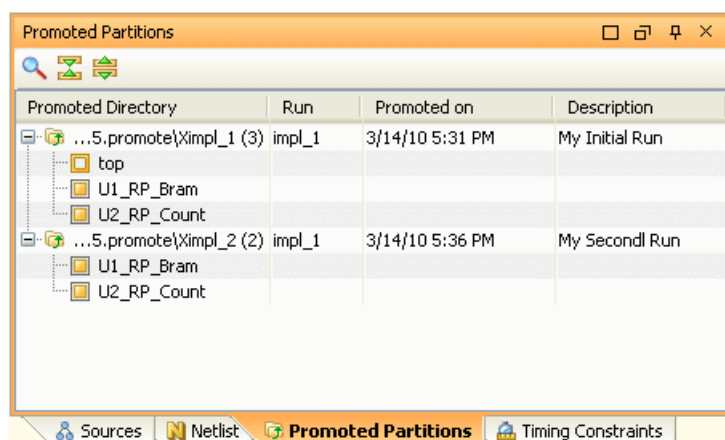 Promoted Partitions
Promoted Directory Run Promoted on Description
...5.promote\Ximpl_1 (3) impl_1 3/14/10 5:31 PM My Initial Run
top
U1_RP_Bram
U2_RP_Count
...5.promote\Ximpl_2 (2) impl_1 3/14/10 5:36 PM My Secondl Run
U1_RP_Bram
U2_RP_Count
Sources Netlist Promoted Partitions Timing Constraints